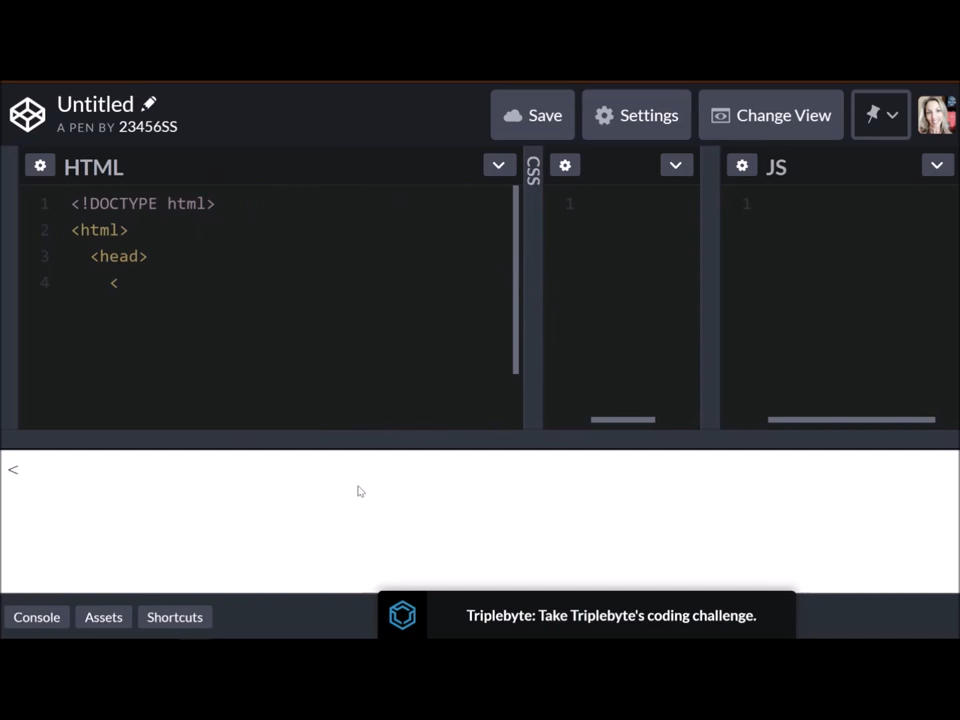 Untitled
A PEN BY 23456SS
Save
Settings
Change View
HTML
CSS
JS
1 <!DOCTYPE html>
2 <html>
3 <head>
4 <
1
1
<
Console
Assets
Shortcuts
Triplebyte: Take Triplebyte's coding challenge.